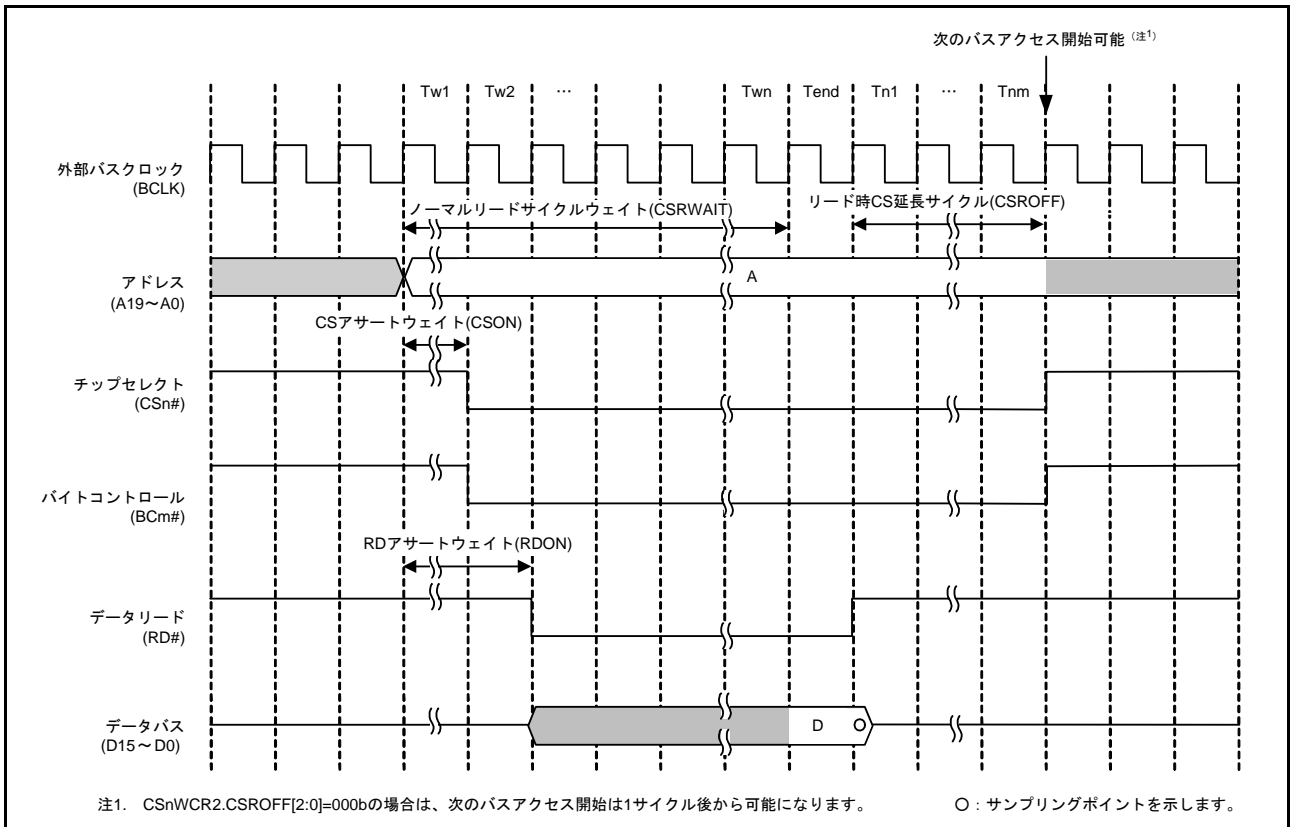 次のバスアクセス開始可能（注1）
Tw1 Tw2 … Twn Tend Tn1 … Tnm
外部バスクロック
(BCLK)
ノーマルリードサイクルウェイト(CSRWAIT)
リード時CS延長サイクル(CSROFF)
アドレス
(A19～A0)
A
CSアサートウェイト(CSON)
チップセレクト
(CSn#)
バイトコントロール
(BCm#)
RDアサートウェイト(RDON)
データリード
(RD#)
データバス
(D15～D0)
D
注1. CSnWCR2.CSROFF[2:0]=000bの場合は、次のバスアクセス開始は1サイクル後から可能になります。
○：サンプリングポイントを示します。